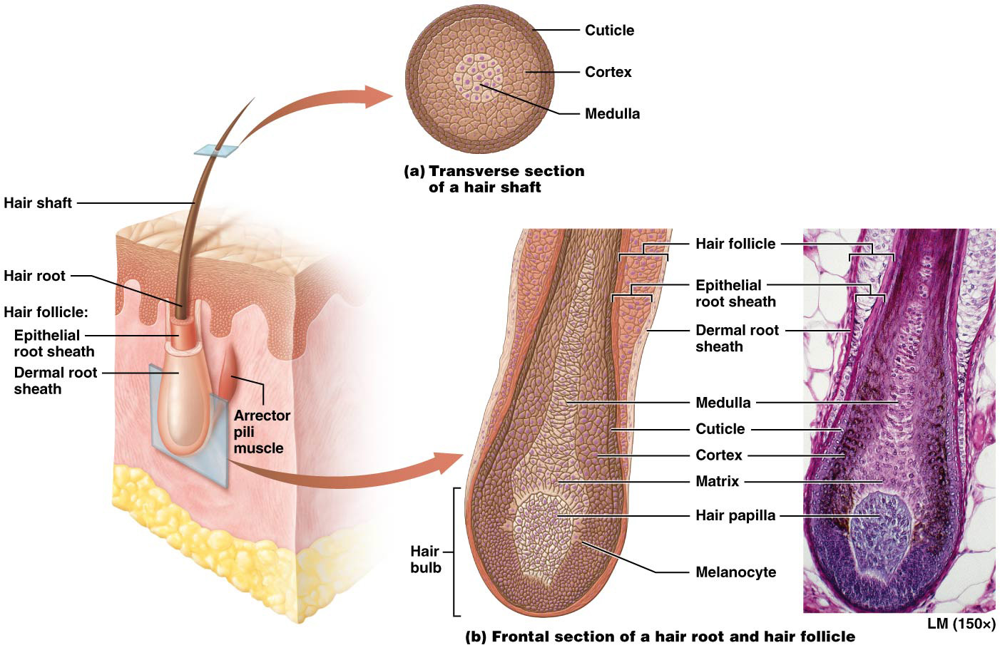 Cuticle
Cortex
Medulla
(a) Transverse section
of a hair shaft
Hair shaft
Hair root
Hair follicle:
Epithelial
root sheath
Dermal root
sheath
Arrector
pili
muscle
Hair follicle
Epithelial
root sheath
Dermal root
sheath
Medulla
Cuticle
Cortex
Matrix
Hair papilla
Melanocyte
Hair
bulb
LM (150×)
(b) Frontal section of a hair root and hair follicle